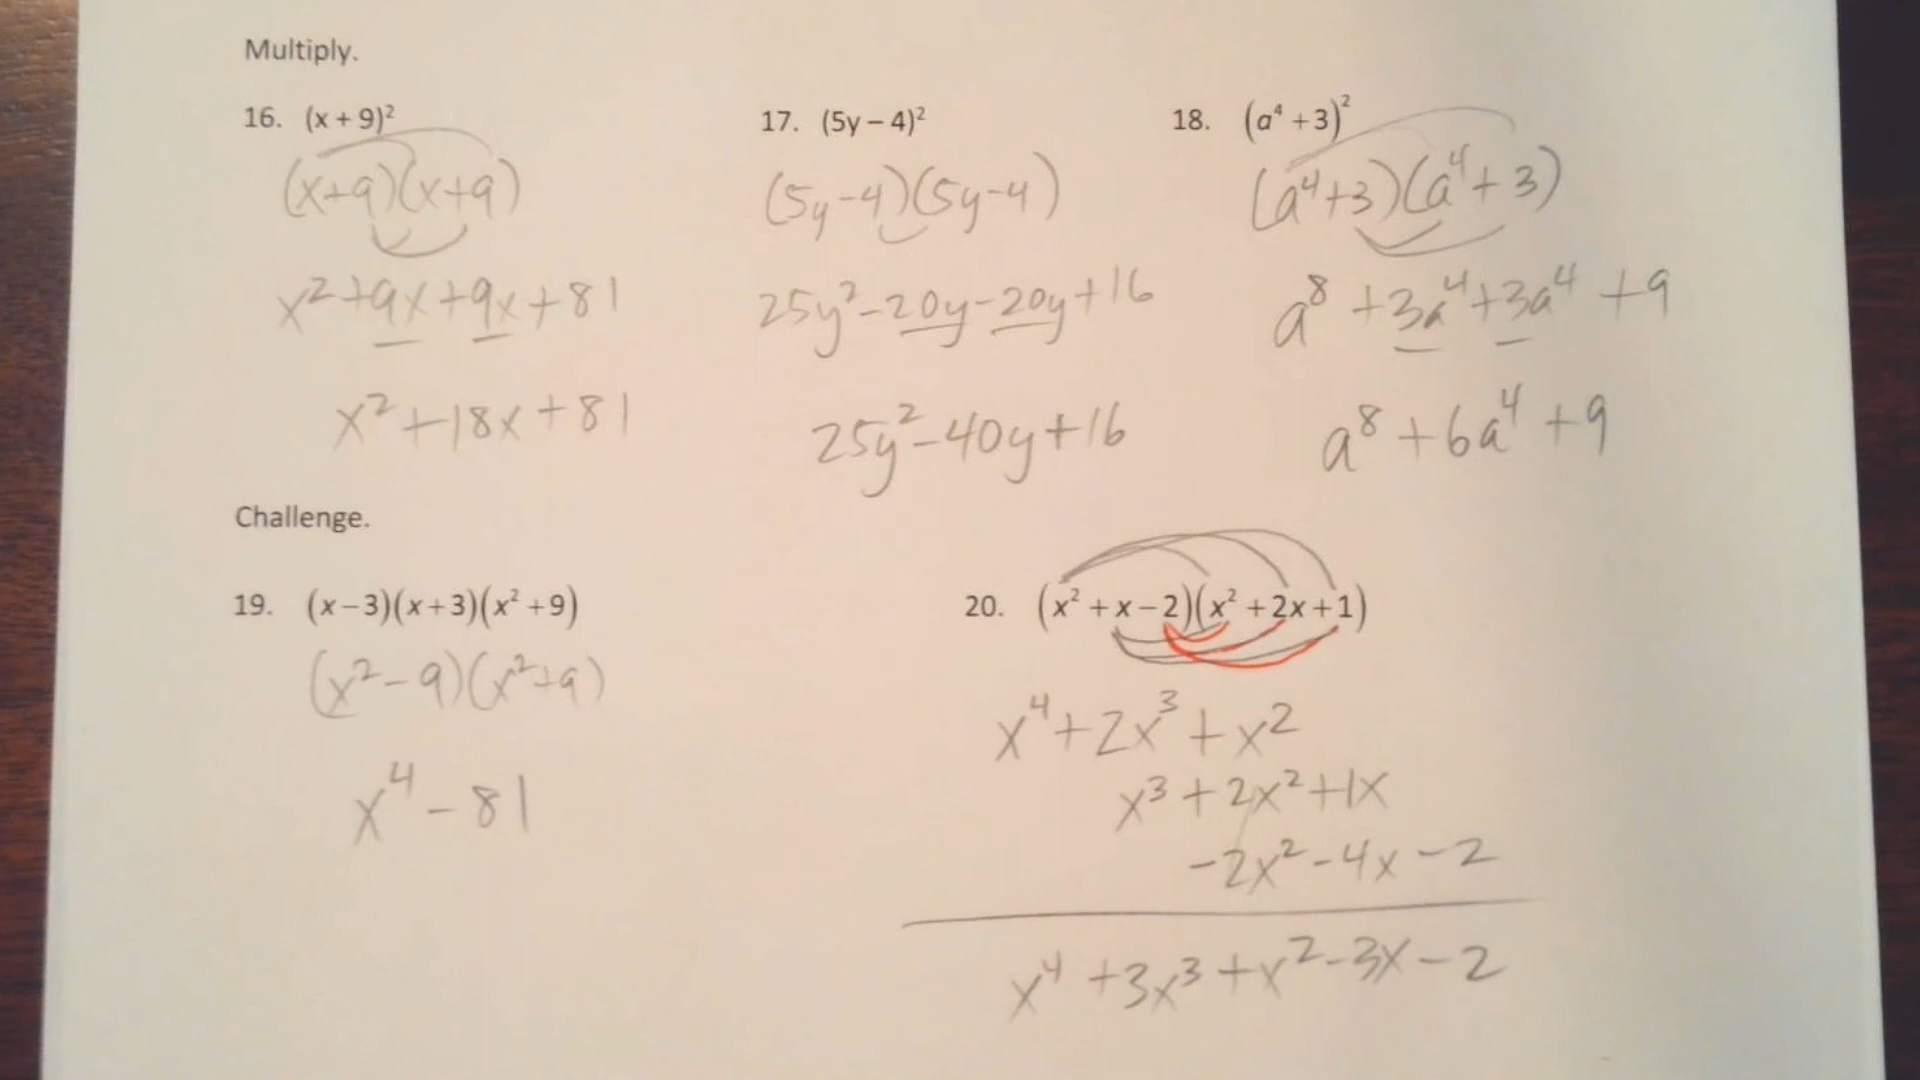 Multiply.
16. (x + 9)²
(x+9)(x+9)
x²+9x+9x+81
x²+18x+81
17. (5y – 4)²
(5y-4)(5y-4)
25y²-20y-20y+16
25y²-40y+16
18. (a⁴ + 3)²
(a⁴+3)(a⁴+3)
a⁸ +3a⁴+3a⁴ +9
a⁸ +6a⁴ +9
Challenge.
19. (x – 3)(x + 3)(x² + 9)
(x²-9)(x²+9)
x⁴ - 81
20. (x² + x – 2)(x² + 2x + 1)
x⁴+2x³+x²
x³+2x²+1x
-2x²-4x-2
x⁴+3x³+x²-3x-2